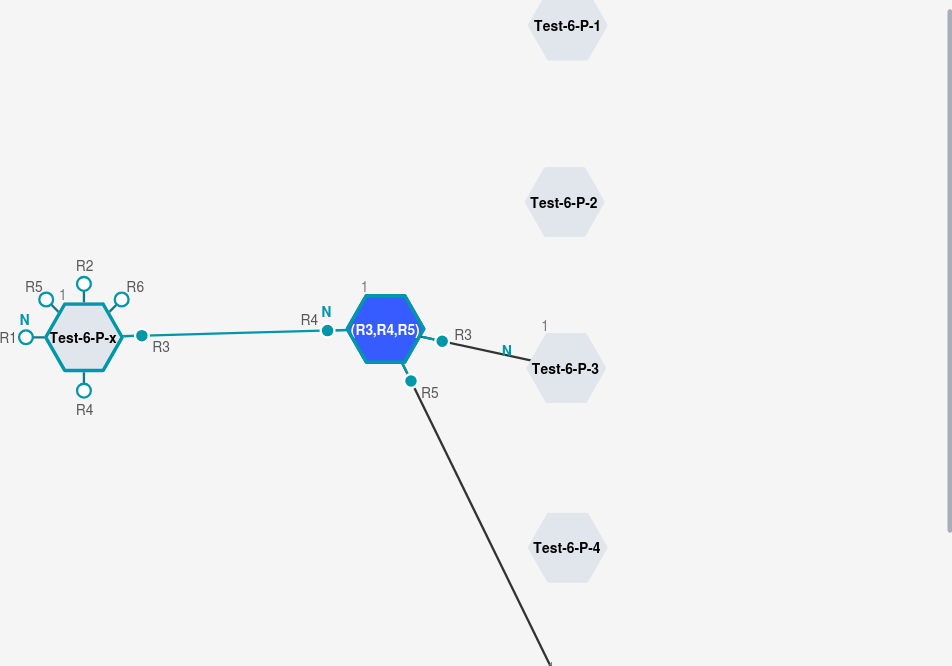 Test-6-P-1
Test-6-P-2
R2
R5
1
R6
N
R1
Test-6-P-x
R3
R4
1
N
R4
(R3,R4,R5)
R3
R5
1
N
Test-6-P-3
Test-6-P-4